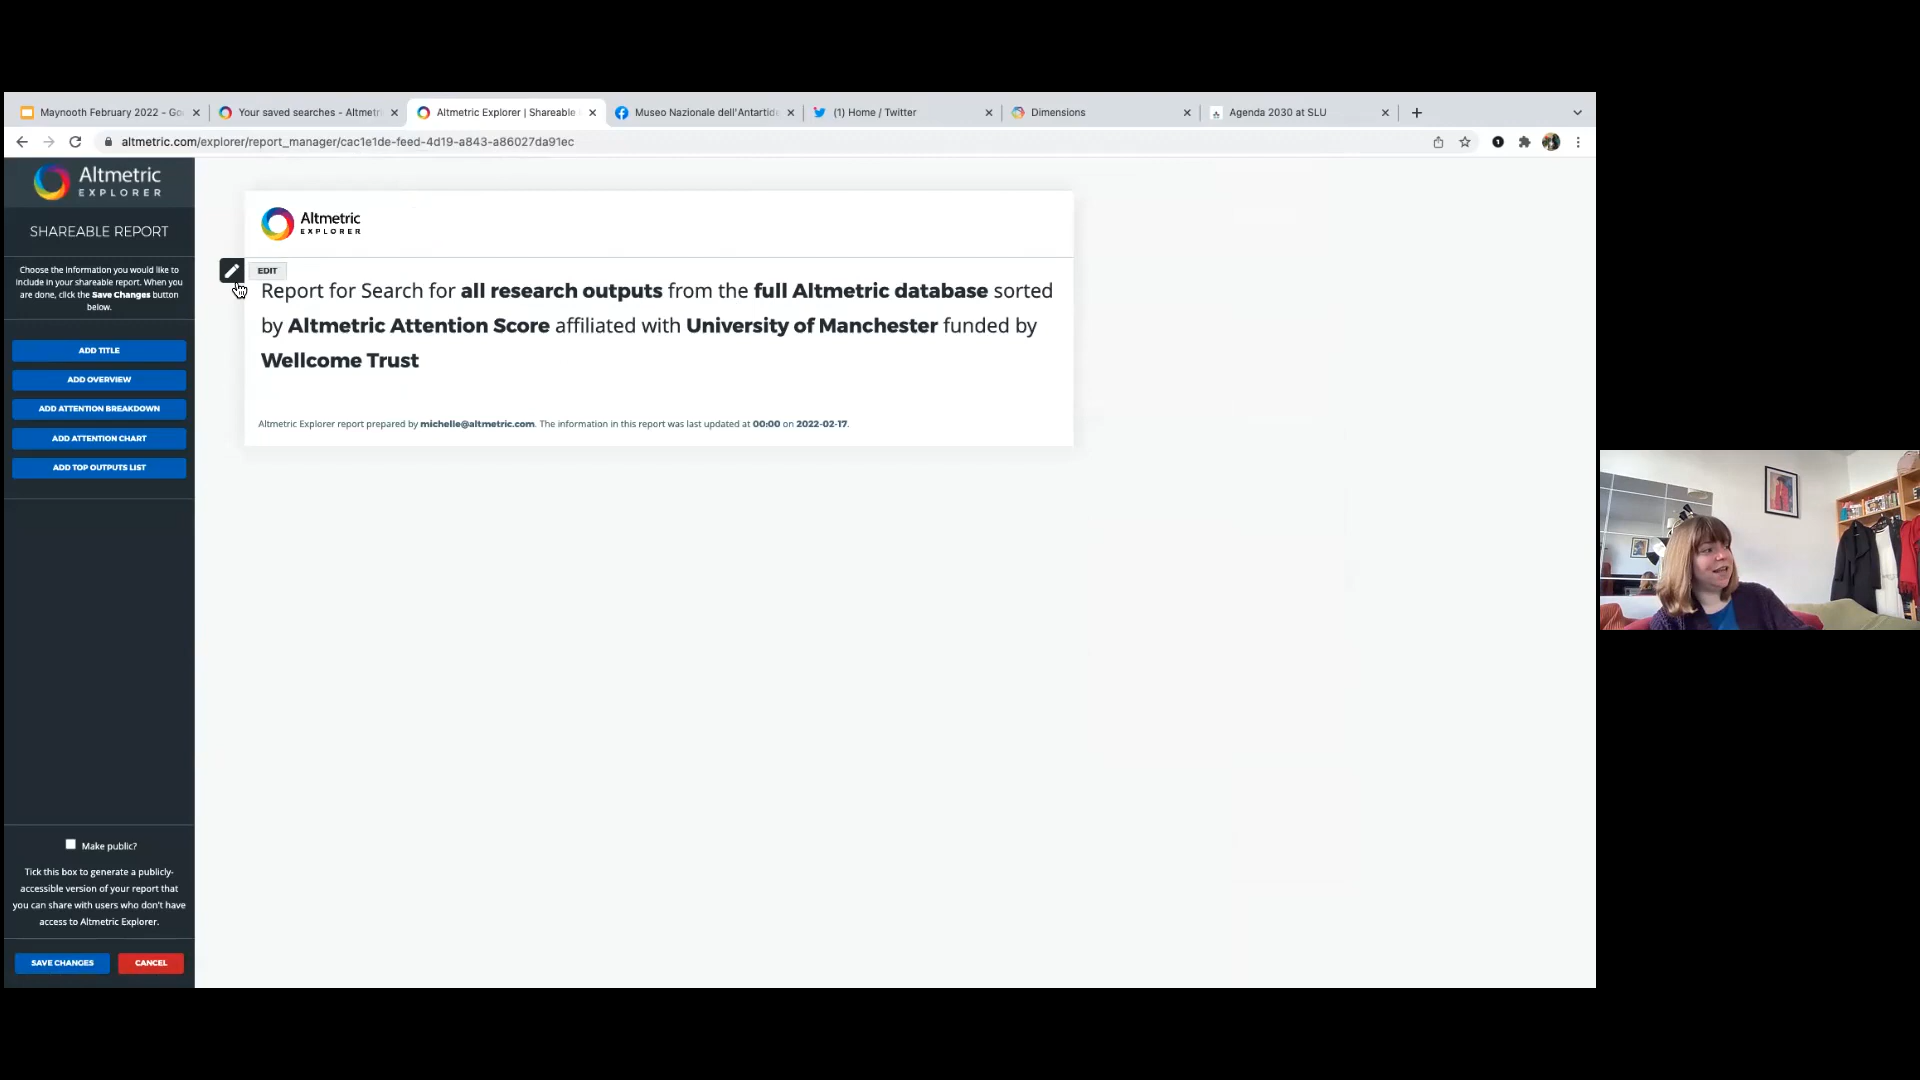 Maynooth February 2022 - Go
Your saved searches - Altmetri
Altmetric Explorer | Shareable
Museo Nazionale dell'Antartide
(1) Home / Twitter
Dimensions
Agenda 2030 at SLU
altmetric.com/explorer/report_manager/cac1e1de-feed-4d19-a843-a86027da91ec
Altmetric
EXPLORER
SHAREABLE REPORT
Choose the information you would like to
include in your shareable report. When you
are done, click the Save Changes button
below.
ADD TITLE
ADD OVERVIEW
ADD ATTENTION BREAKDOWN
ADD ATTENTION CHART
ADD TOP OUTPUTS LIST
Make public?
Tick this box to generate a publicly-
accessible version of your report that
you can share with users who don't have
access to Altmetric Explorer.
SAVE CHANGES
CANCEL
Altmetric
EXPLORER
EDIT
Report for Search for all research outputs from the full Altmetric database sorted
by Altmetric Attention Score affiliated with University of Manchester funded by
Wellcome Trust
Altmetric Explorer report prepared by michelle@altmetric.com. The information in this report was last updated at 00:00 on 2022-02-17.